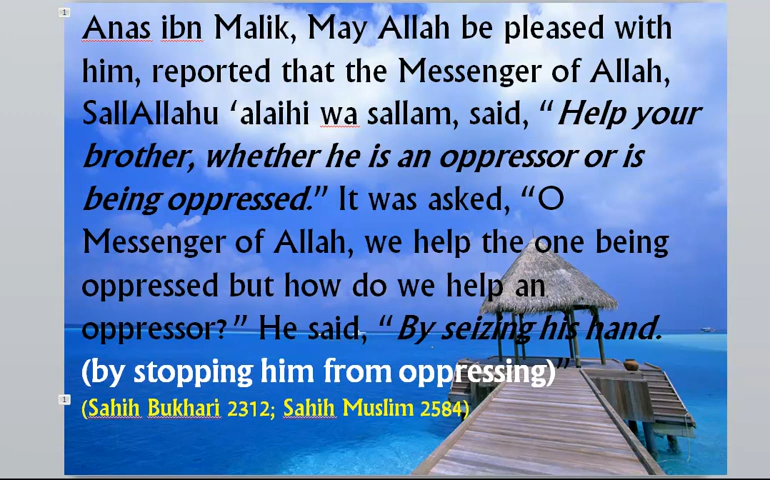 Anas ibn Malik, May Allah be pleased with
him, reported that the Messenger of Allah,
SallAllahu ‘alaihi wa sallam, said, “Help your
brother, whether he is an oppressor or is
being oppressed.” It was asked, “O
Messenger of Allah, we help the one being
oppressed but how do we help an
oppressor?” He said, “By seizing his hand.
(by stopping him from oppressing)”
(Sahih Bukhari 2312; Sahih Muslim 2584)
1
1